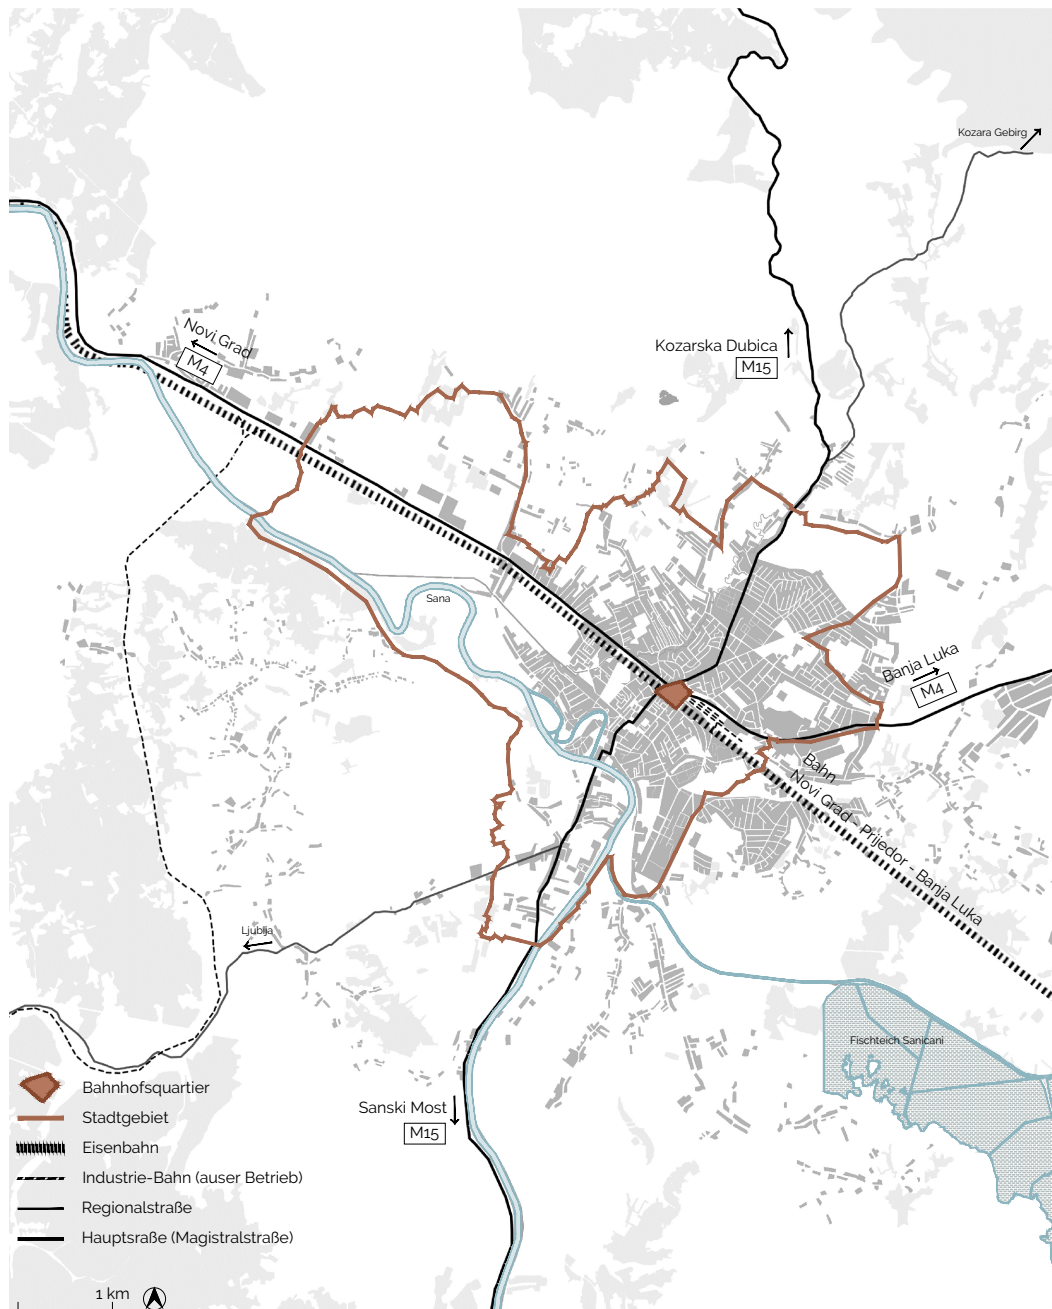 Kozara Gebirg
Novi Grad
M4
Kozarska Dubica
M15
Sana
Banja Luka
M4
Bahn
Novi Grad - Prijedor - Banja Luka
Ljubija
Fischteich Sanicani
Sanski Most
M15
Bahnhofsquartier
Stadtgebiet
Eisenbahn
Industrie-Bahn (auser Betrieb)
Regionalstraße
Hauptsraße (Magistralstraße)
1 km